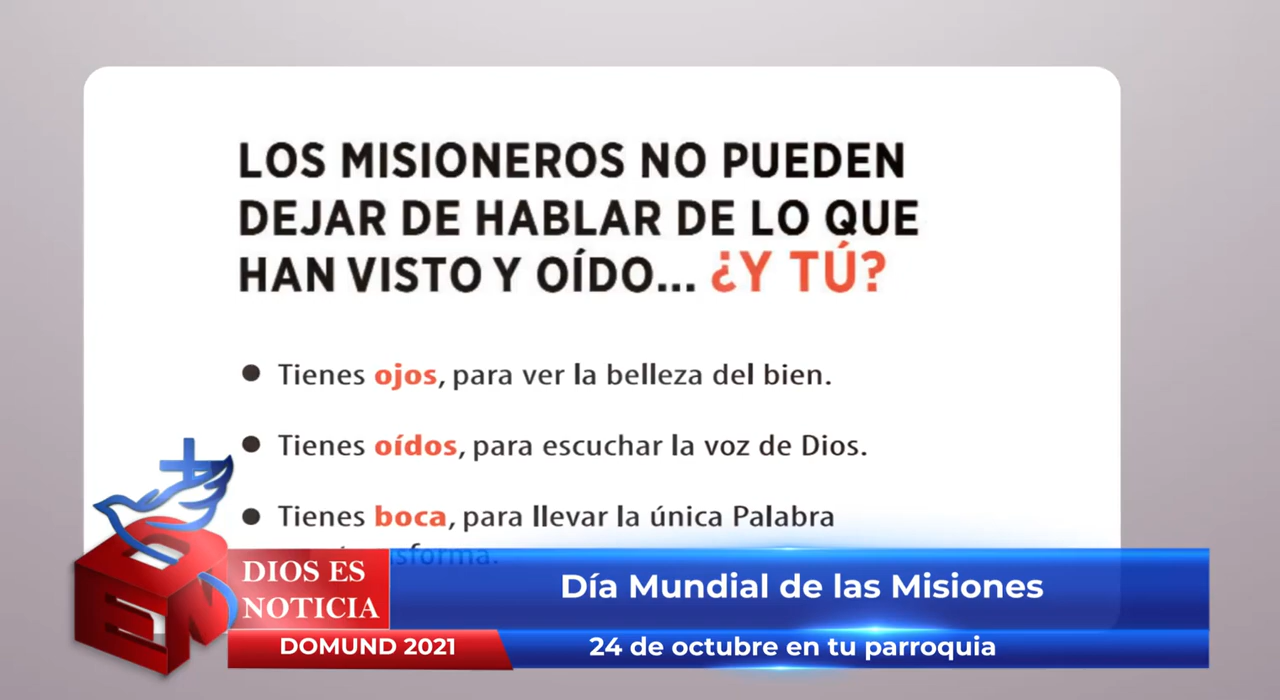 LOS MISIONEROS NO PUEDEN
DEJAR DE HABLAR DE LO QUE
HAN VISTO Y OÍDO... ¿Y TÚ?
● Tienes ojos, para ver la belleza del bien.
● Tienes oídos, para escuchar la voz de Dios.
● Tienes boca, para llevar la única Palabra
DEN
DIOS ES
NOTICIA
Día Mundial de las Misiones
DOMUND 2021
24 de octubre en tu parroquia